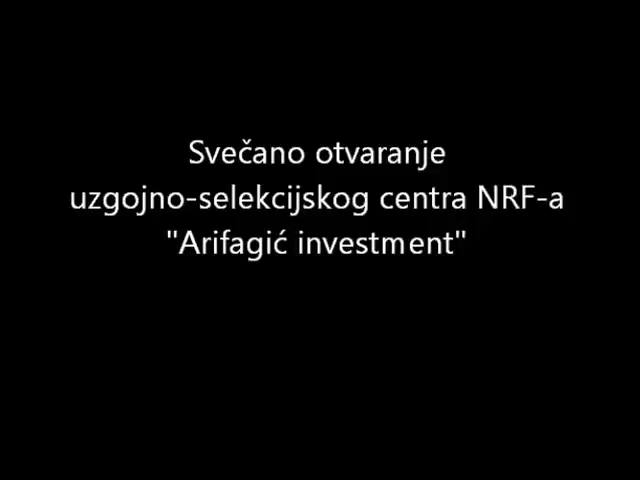 Svečano otvaranje
uzgojno-selekcijskog centra NRF-a
"Arifagić investment"